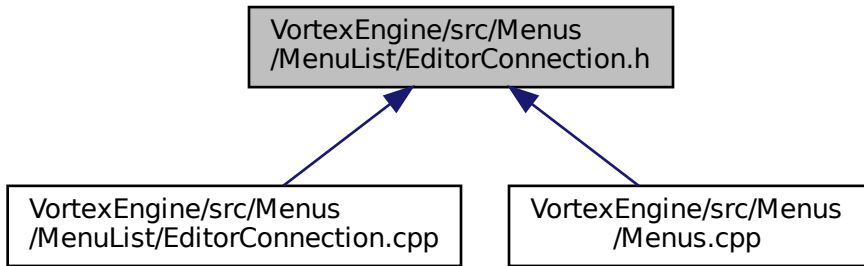 VortexEngine/src/Menus
/MenuList/EditorConnection.h
VortexEngine/src/Menus
/MenuList/EditorConnection.cpp
VortexEngine/src/Menus
/Menus.cpp